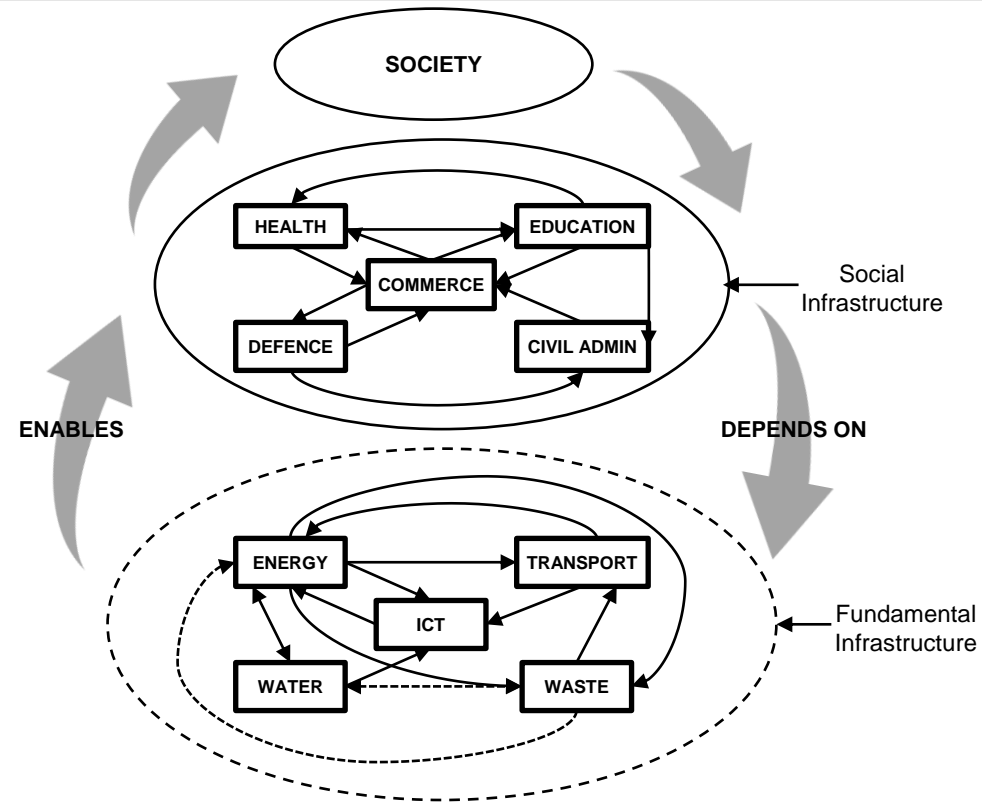 SOCIETY
HEALTH
EDUCATION
COMMERCE
DEFENCE
CIVIL ADMIN
Social
Infrastructure
ENABLES
DEPENDS ON
ENERGY
TRANSPORT
ICT
WATER
WASTE
Fundamental
Infrastructure